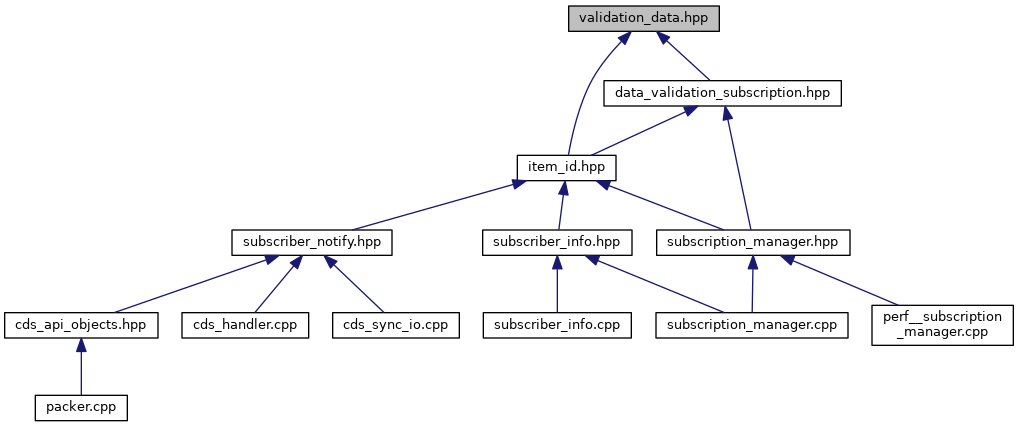 validation_data.hpp
data_validation_subscription.hpp
item_id.hpp
subscriber_notify.hpp
subscriber_info.hpp
subscription_manager.hpp
cds_api_objects.hpp
cds_handler.cpp
cds_sync_io.cpp
subscriber_info.cpp
subscription_manager.cpp
perf__subscription
_manager.cpp
packer.cpp